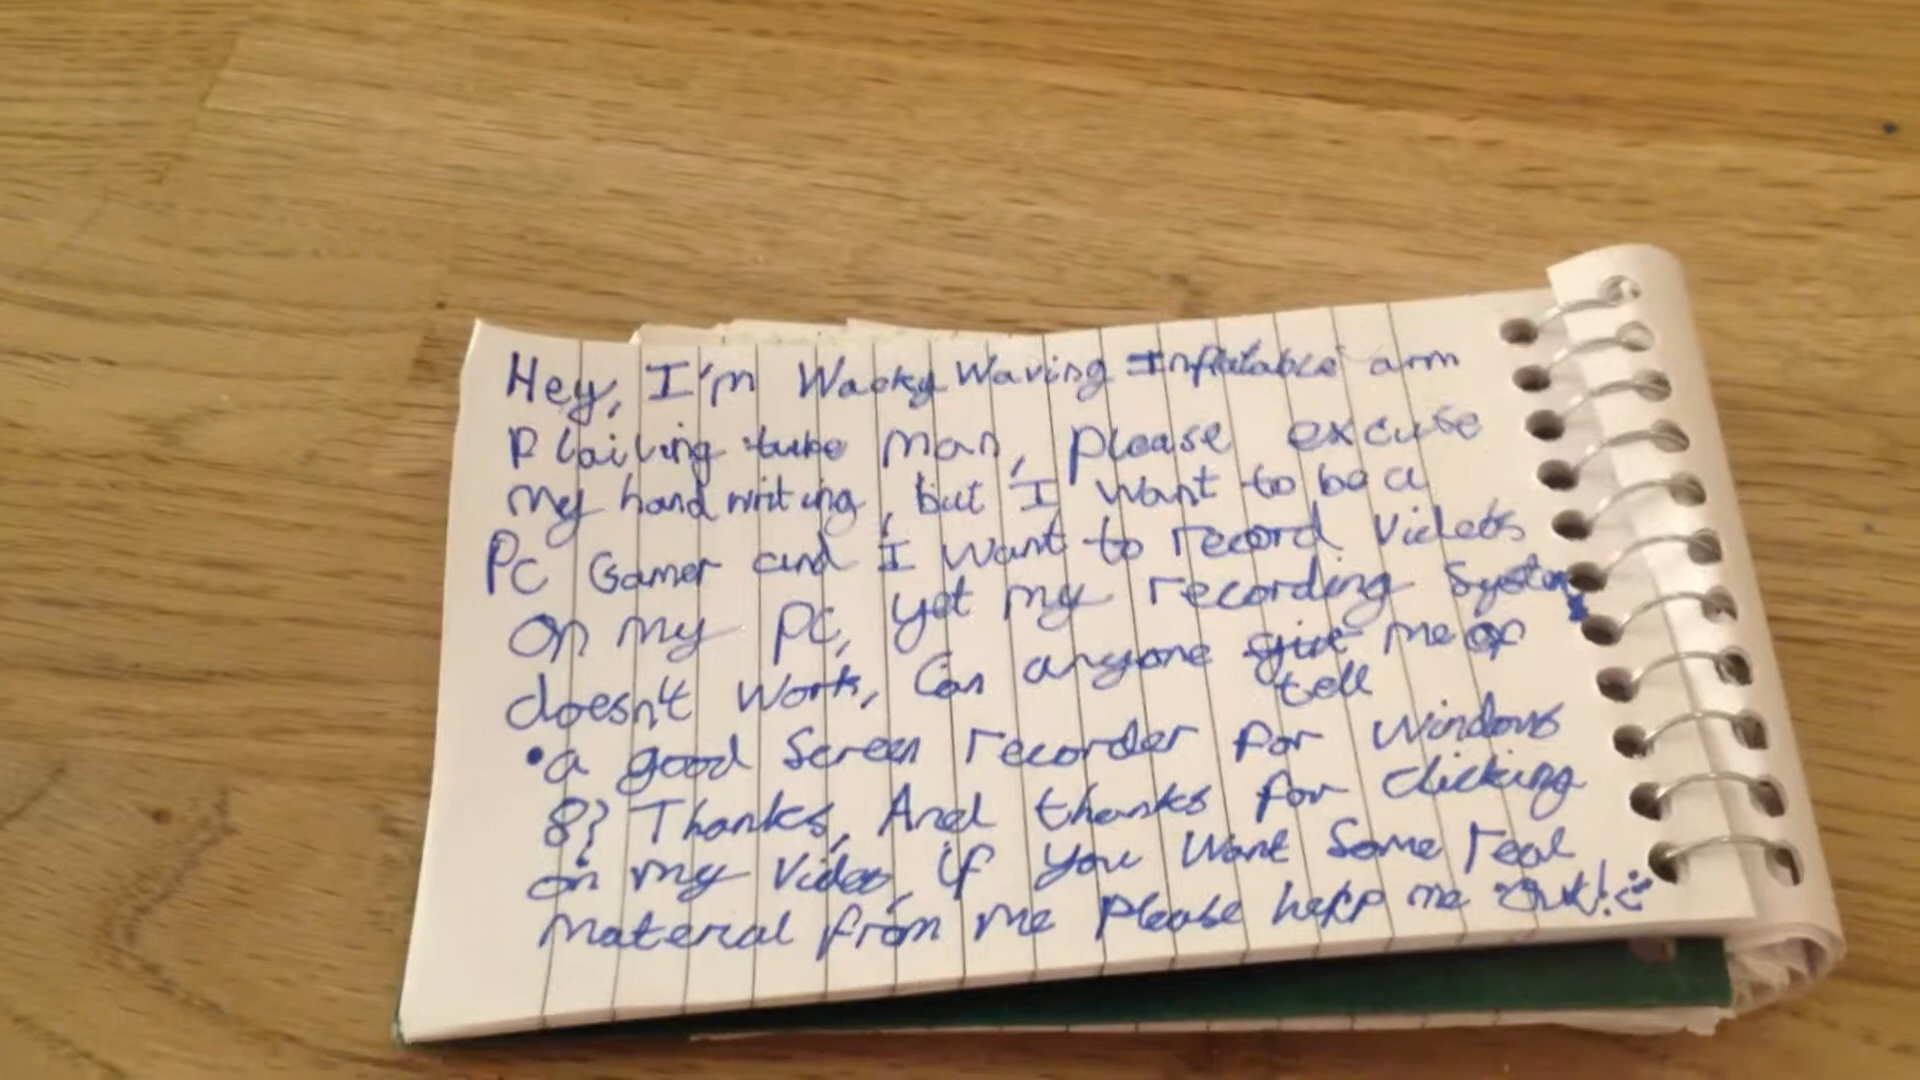 Hey, I'm Wacky Waving Inflatable arm
Flailing tube man, please excuse
my handwriting, but I want to be a
PC Gamer and I want to record videos
on my PC, yet my recording System
doesn't work, Can anyone give me
tell
a good Screen recorder for windows
8? Thanks, And thanks for clicking
on my video, if you want Some real
material from me please help me out! :)